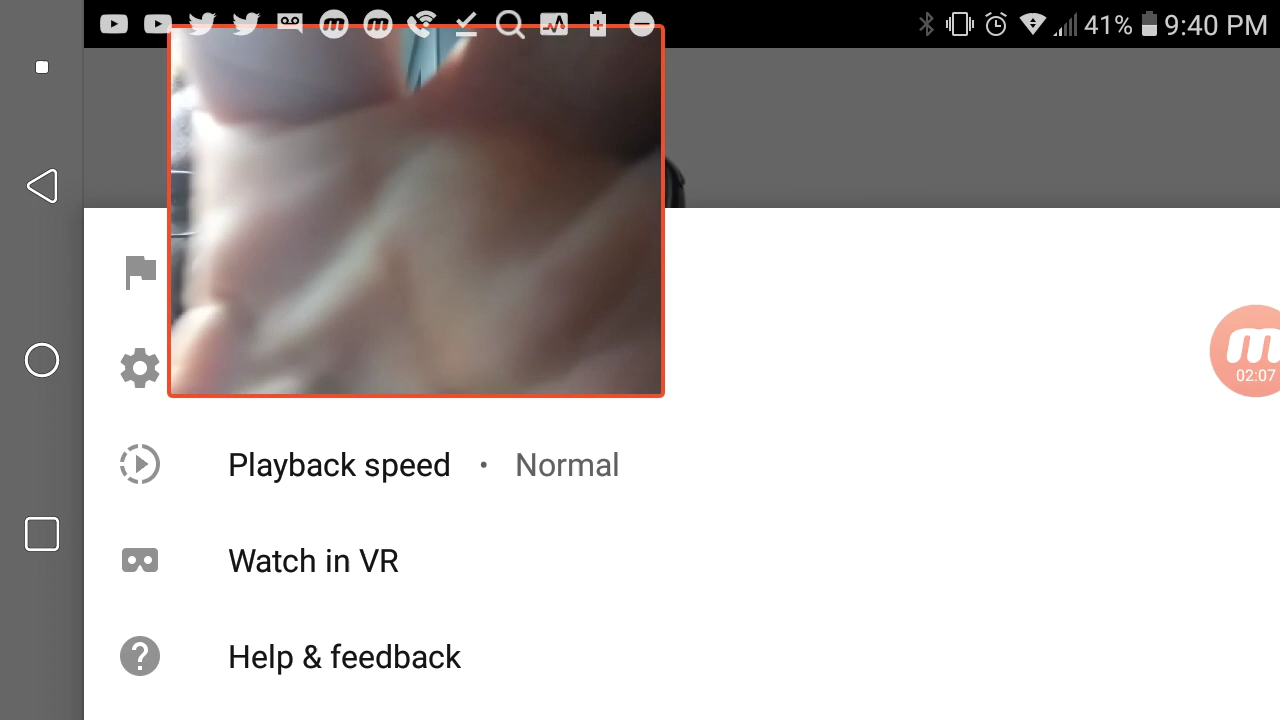 41% 9:40 PM
02:07
Playback speed • Normal
Watch in VR
Help & feedback